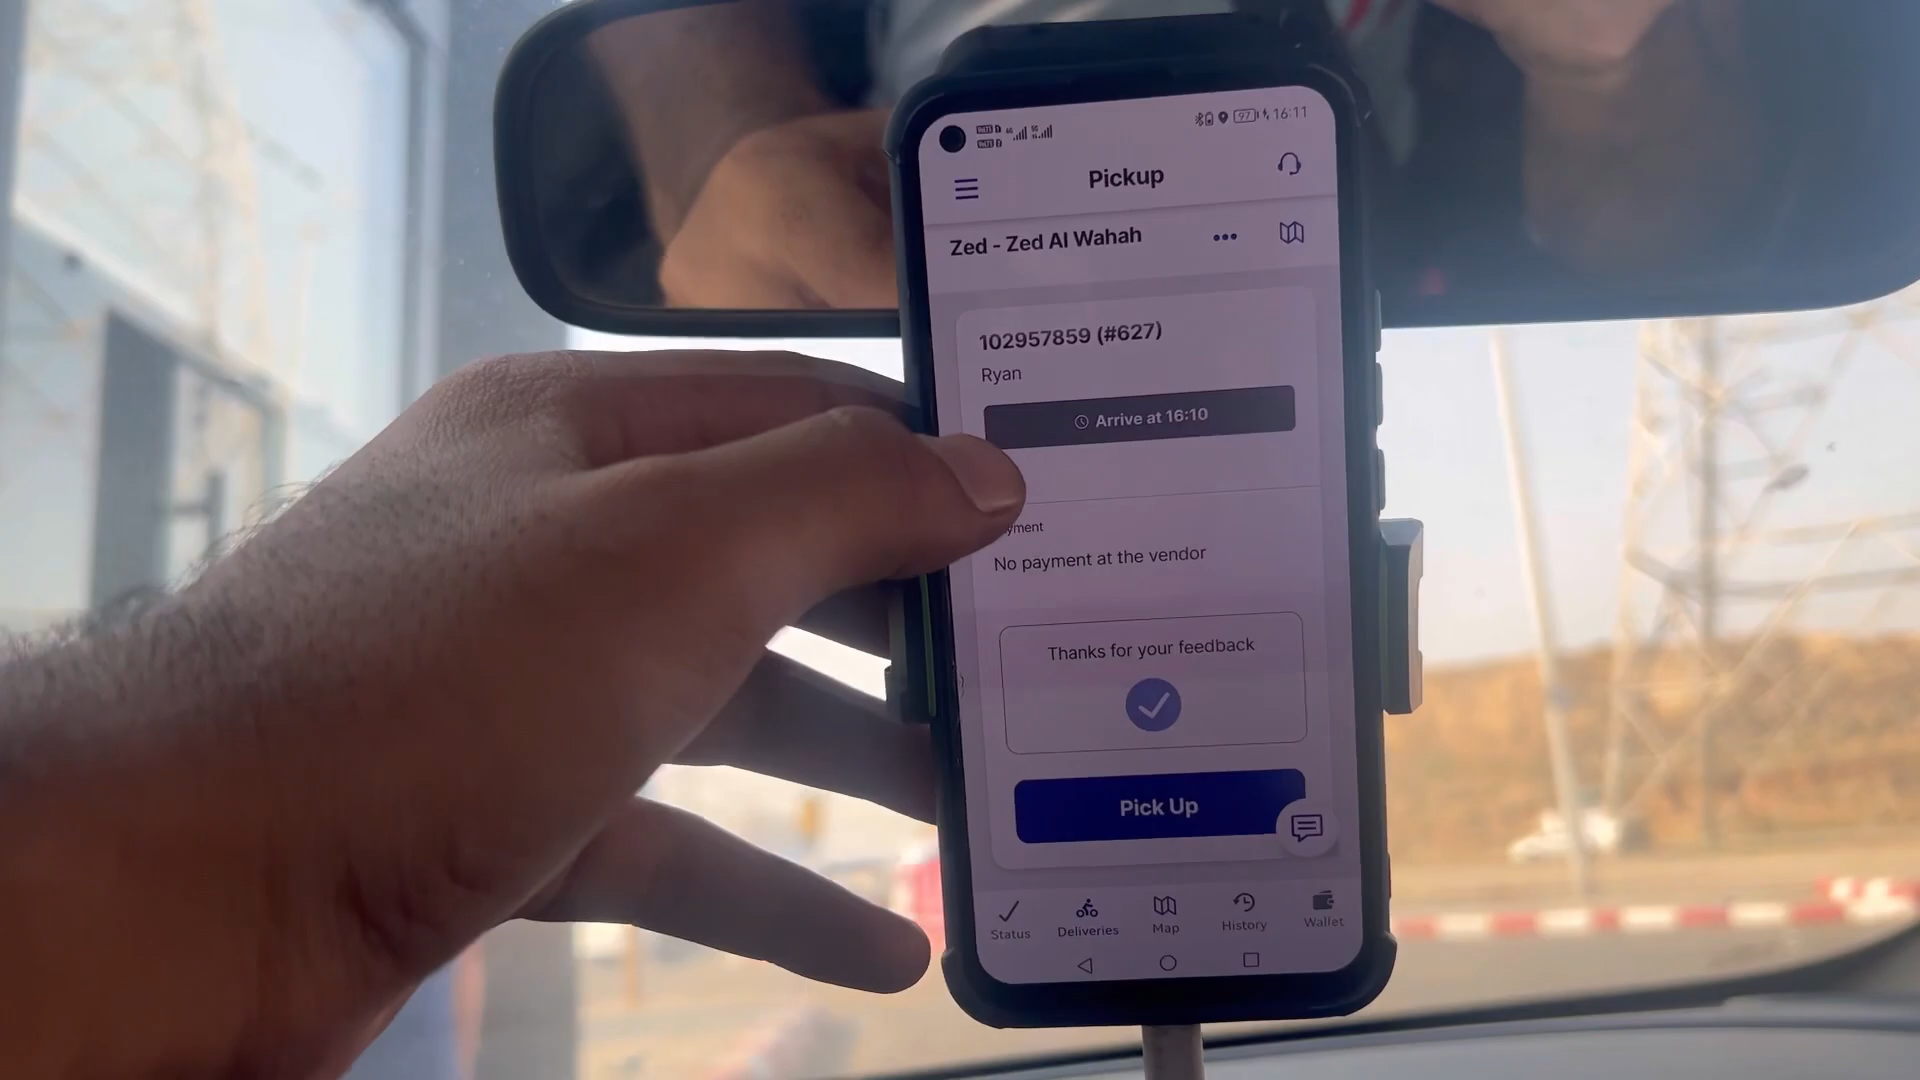 97
16:11
Pickup
Zed - Zed Al Wahah
102957859 (#627)
Ryan
Arrive at 16:10
yment
No payment at the vendor
Thanks for your feedback
Pick Up
Status
Deliveries
Map
History
Wallet